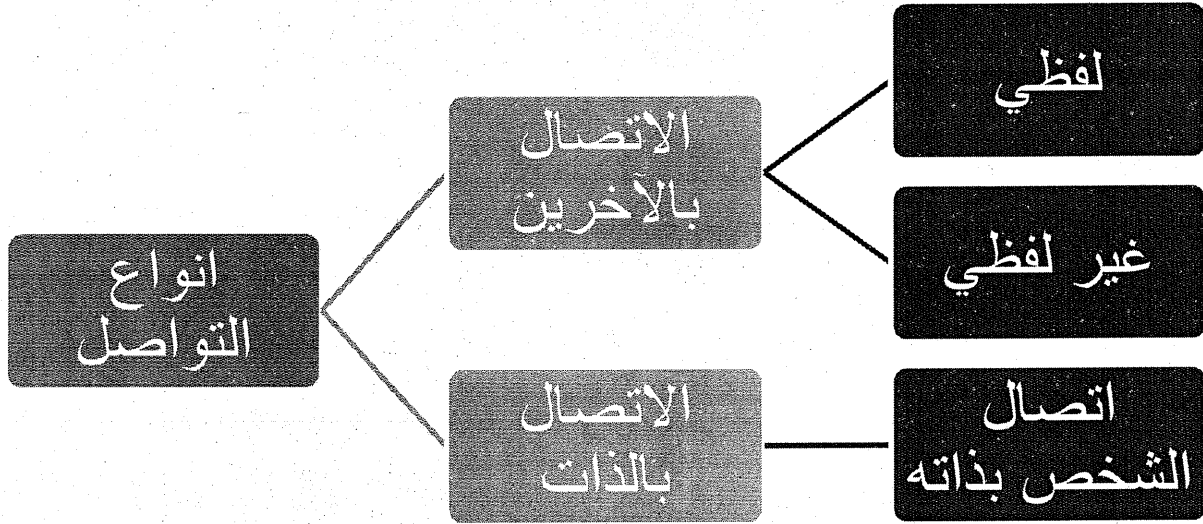 انواع
التواصل
الاتصال
بالآخرين
لفظي
غير لفظي
الاتصال
بالذات
اتصال
الشخص بذاته